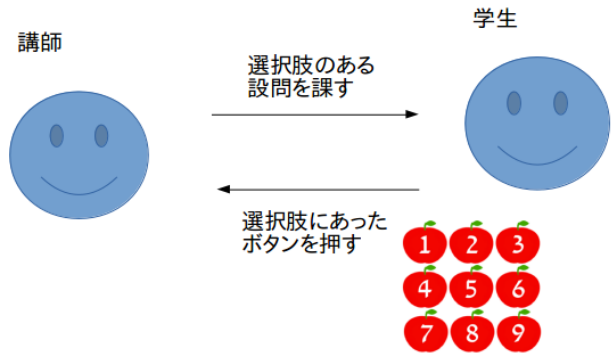 講師
学生
選択肢のある
設問を課す
選択肢にあった
ボタンを押す
1 2 3
4 5 6
7 8 9